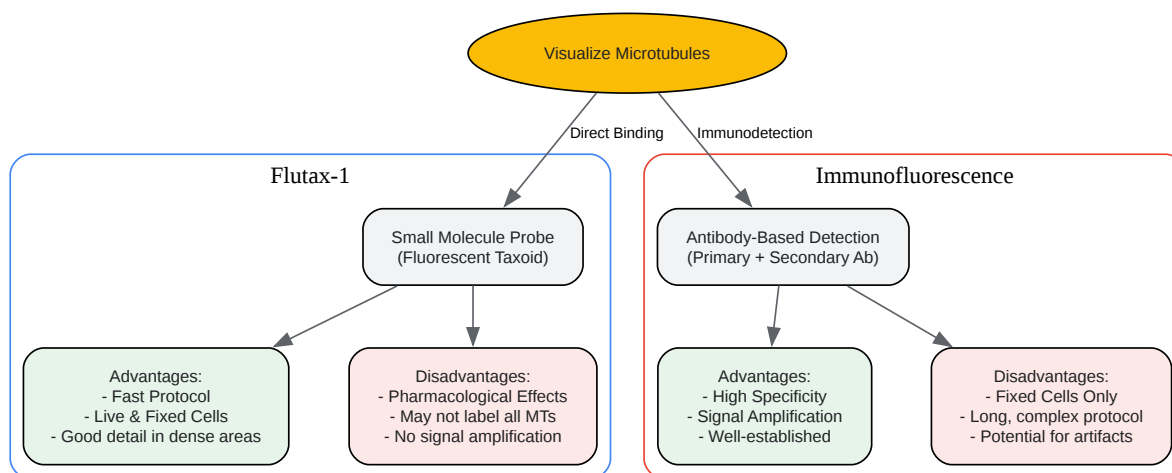 Visualize Microtubules
Direct Binding
Immunodetection
Flutax-1
Immunofluorescence
Small Molecule Probe
(Fluorescent Taxoid)
Antibody-Based Detection
(Primary + Secondary Ab)
Advantages:
- Fast Protocol
- Live & Fixed Cells
- Good detail in dense areas
Disadvantages:
- Pharmacological Effects
- May not label all MTs
- No signal amplification
Advantages:
- High Specificity
- Signal Amplification
- Well-established
Disadvantages:
- Fixed Cells Only
- Long, complex protocol
- Potential for artifacts